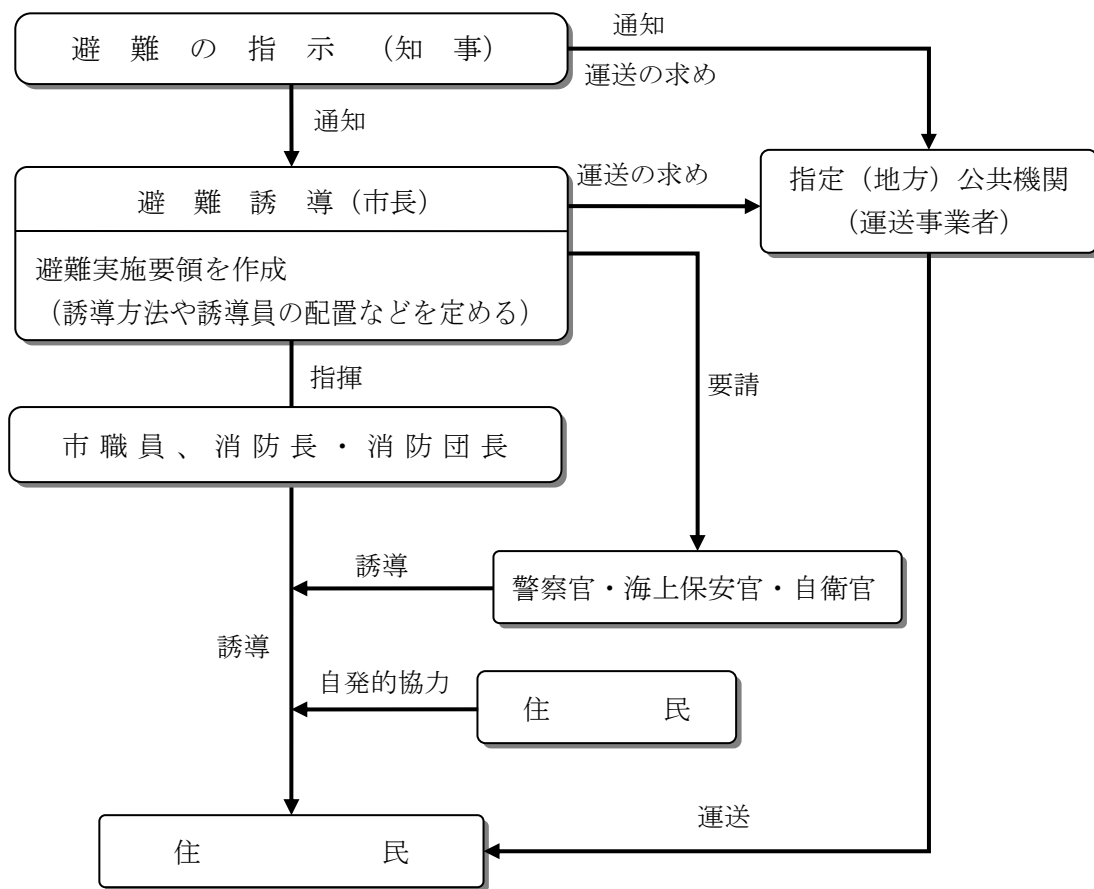 避難の指示（知事）
通知
運送の求め
通知
避難誘導（市長）
運送の求め
指定（地方）公共機関
（運送事業者）
避難実施要領を作成
（誘導方法や誘導員の配置などを定める）
指揮
要請
市職員、消防長・消防団長
誘導
警察官・海上保安官・自衛官
誘導
自発的協力
住民
運送
住民